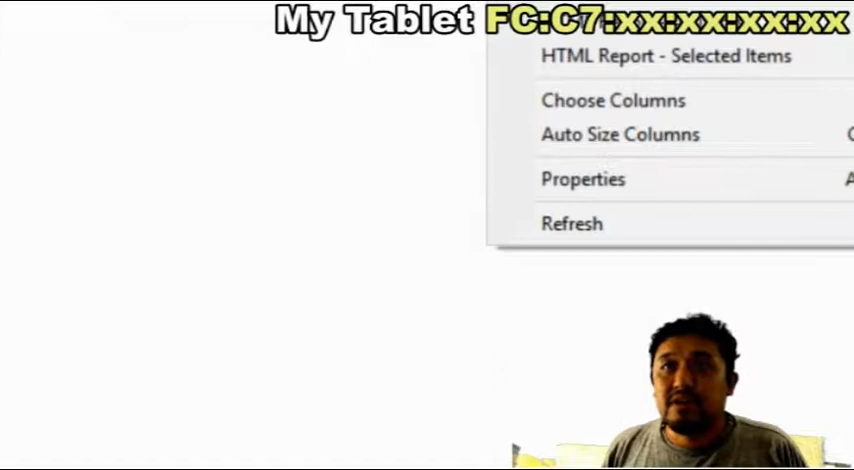 My Tablet FC:C7:xx:xx:xx:xx
HTML Report - Selected Items
Choose Columns
Auto Size Columns
Properties
Refresh